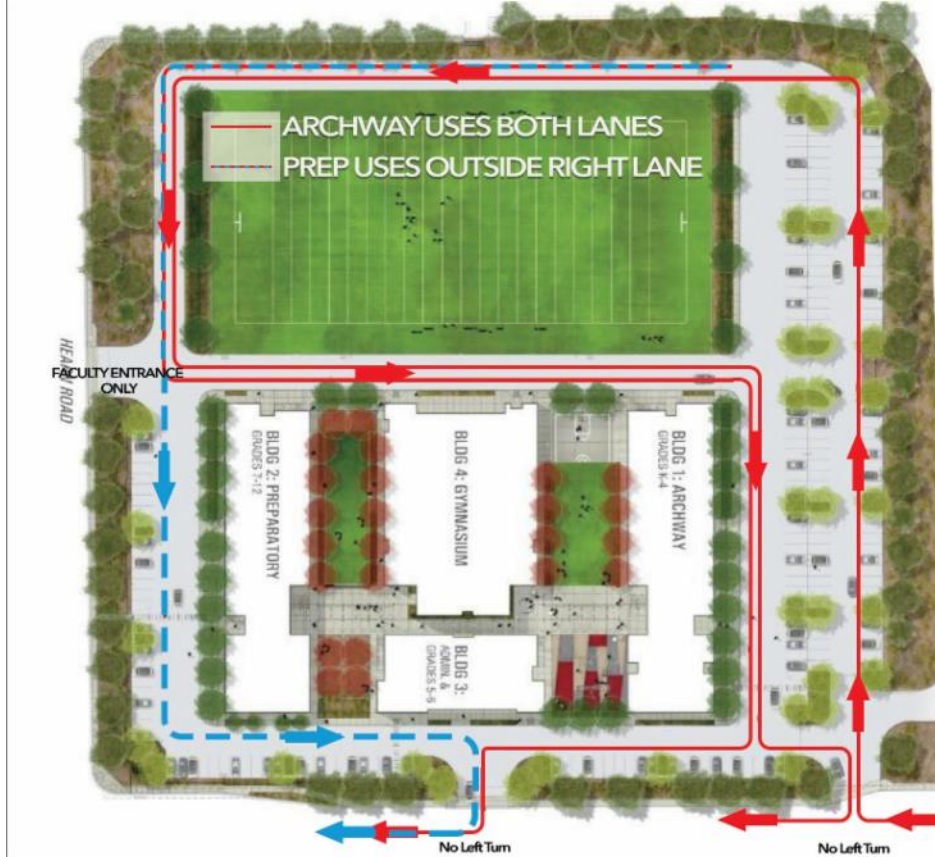 ARCHWAY USES BOTH LANES
PREP USES OUTSIDE RIGHT LANE
FACULTY ENTRANCE
ONLY
BLDG 2: PREPARATORY
GRADES 7-12
BLDG 4: GYMNASIUM
BLDG 1: ARCHWAY
GRADES K-4
BLDG 3:
ADMIN. &
GRADES 5-6
No Left Turn
No Left Turn
ROAD